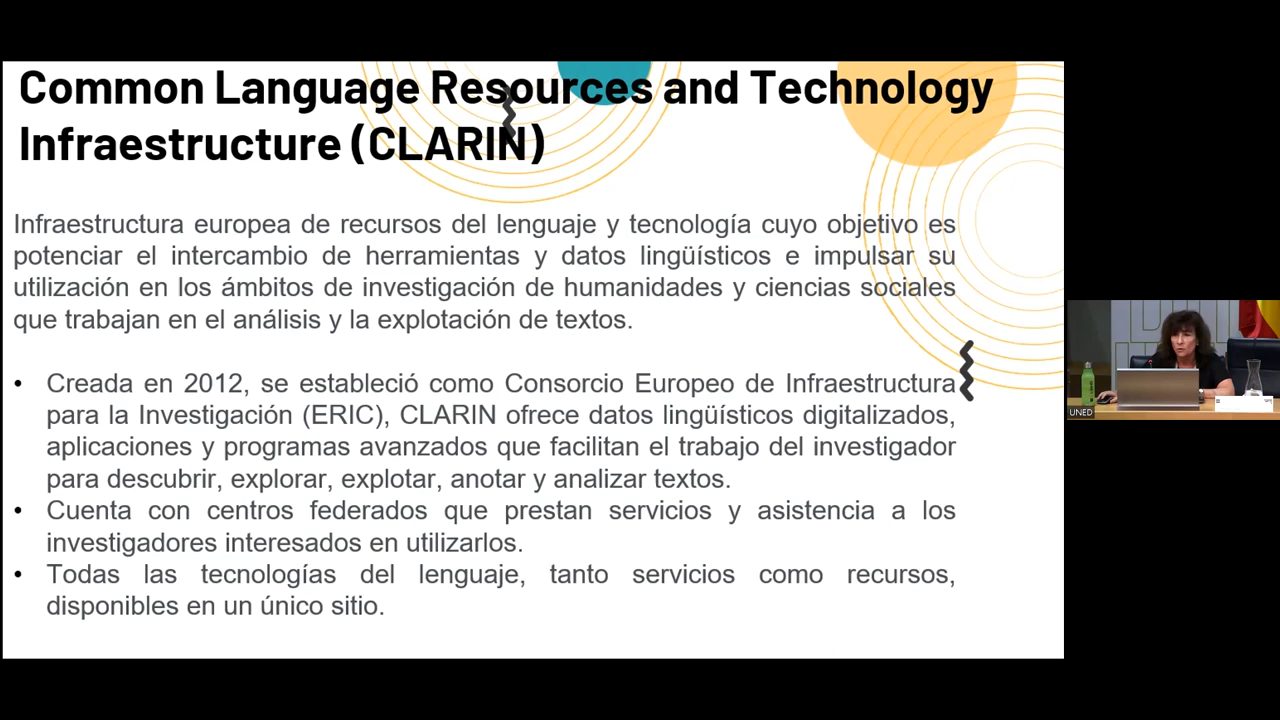 Common Language Resources and Technology
Infraestructure (CLARIN)
Infraestructura europea de recursos del lenguaje y tecnología cuyo objetivo es
potenciar el intercambio de herramientas y datos lingüísticos e impulsar su
utilización en los ámbitos de investigación de humanidades y ciencias sociales
que trabajan en el análisis y la explotación de textos.
• Creada en 2012, se estableció como Consorcio Europeo de Infraestructura
para la Investigación (ERIC), CLARIN ofrece datos lingüísticos digitalizados,
aplicaciones y programas avanzados que facilitan el trabajo del investigador
para descubrir, explorar, explotar, anotar y analizar textos.
• Cuenta con centros federados que prestan servicios y asistencia a los
investigadores interesados en utilizarlos.
• Todas las tecnologías del lenguaje, tanto servicios como recursos,
disponibles en un único sitio.
UNED